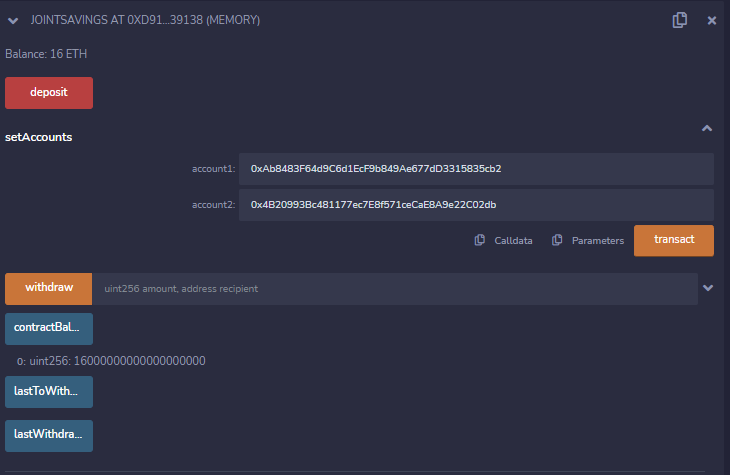 JOINTSAVINGS AT 0XD91...39138 (MEMORY)
Balance: 16 ETH
deposit
setAccounts
account1: 0xAb8483F64d9C6d1EcF9b849Ae677dD3315835cb2
account2: 0x4B20993Bc481177ec7E8f571ceCaE8A9e22C02db
Calldata Parameters transact
withdraw uint256 amount, address recipient
contractBal...
0: uint256: 16000000000000000000
lastToWith...
lastWithdra...